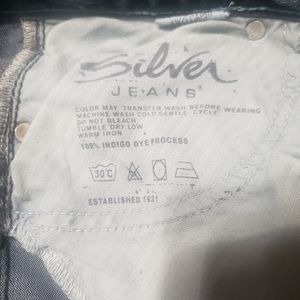 Silver
JEANS®
COLOR MAY TRANSFER WASH BEFORE WEARING
MACHINE WASH COLD GENTLE CYCLE
DO NOT BLEACH
TUMBLE DRY LOW
WARM IRON
100% INDIGO DYE PROCESS
30°C
ESTABLISHED 1921